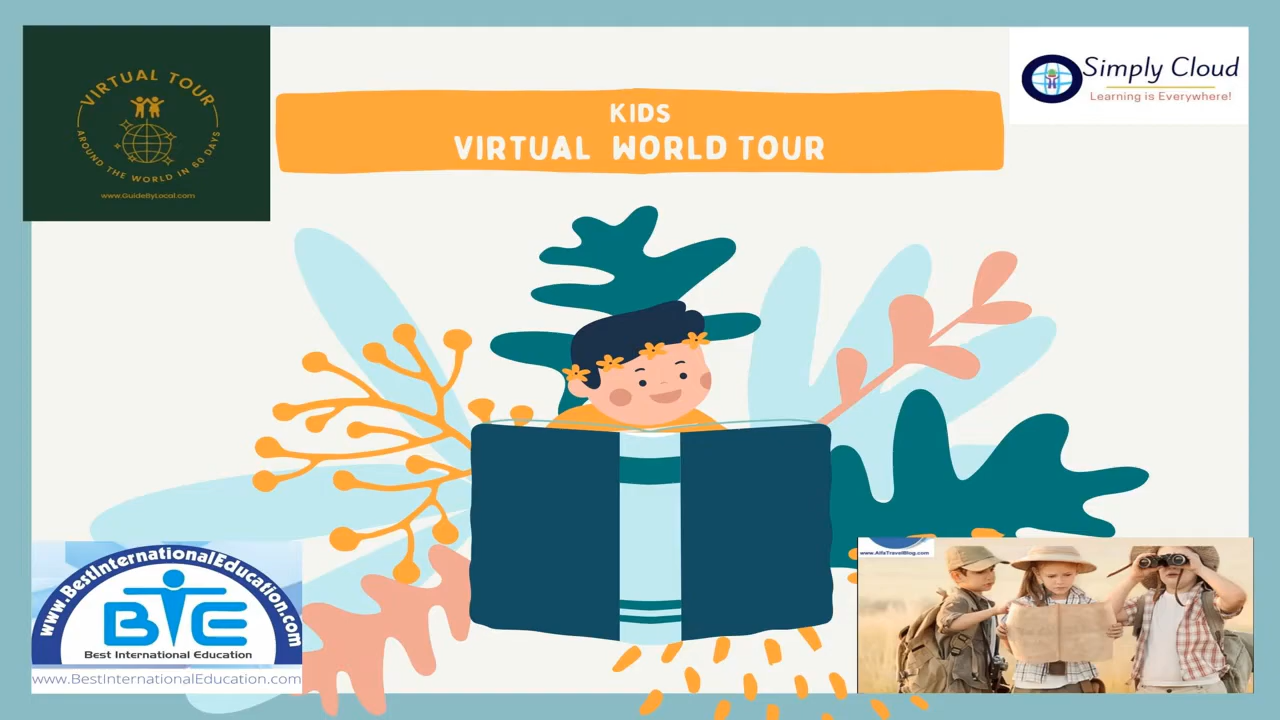 VIRTUAL TOUR
AROUND THE WORLD IN 60 DAYS
www.GuideByLocal.com
KIDS
VIRTUAL WORLD TOUR
Simply Cloud
Learning is Everywhere!
www.BestInternationalEducation.com
BIE
Best International Education
www.BestInternationalEducation.com
www.AlfaTravelBlog.com